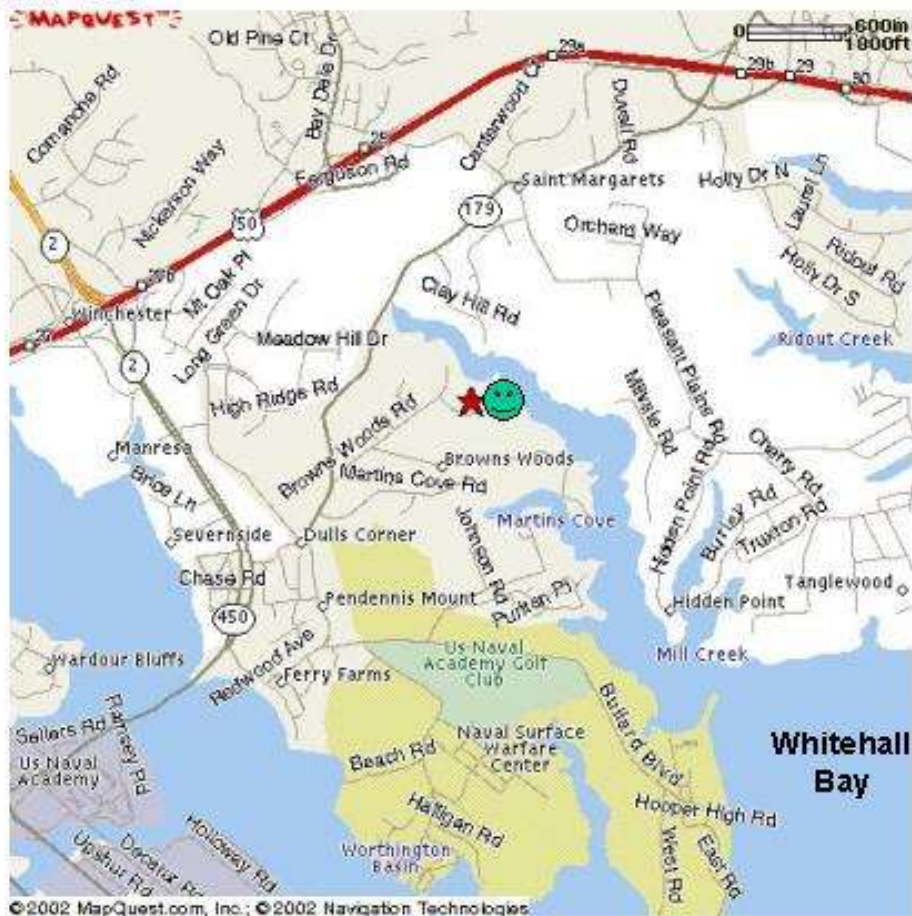 MAPQUEST
600m
0
1800ft
Old Pine Ct
Bay Dale Dr
29a
29b
29
30
Comanche Rd
Canterwood Ct
Duvall Rd
Nickerson Way
Ferguson Rd
Saint Margarets
Holly Dr N
179
50
2
Orchard Way
Ridout Rd
Holly Dr S
Mt Oak Pl
Long Green Dr
Clay Hill Rd
Winchester
Meadow Hill Dr
Pleasant Plains Rd
Ridout Creek
2
High Ridge Rd
Millvale Rd
Browns Woods Rd
Manresa
Browns Woods
Cherry Rd
Brice Ln
Martins Cove Rd
Hidden Point Rd
Butley Rd
Martins Cove
Truxton Rd
Severnside
Dulls Corner
Johnson Rd
Chase Rd
Tanglewood
Pendennis Mount
Puritan Pl
Hidden Point
450
Us Naval
Academy Golf
Club
Mill Creek
Wardour Bluffs
Redwood Ave
Ferry Farms
Bullard Blvd
Sellers Rd
Ramsey Rd
Naval Surface
Warfare
Center
Whitehall
Bay
Us Naval
Academy
Beach Rd
Hooper High Rd
Halligan Rd
Holloway Rd
Worthington
Basin
West Rd
East Rd
Decatur Rd
Upshur Rd
©2002 MapQuest.com, Inc.; ©2002 Navigation Technologies